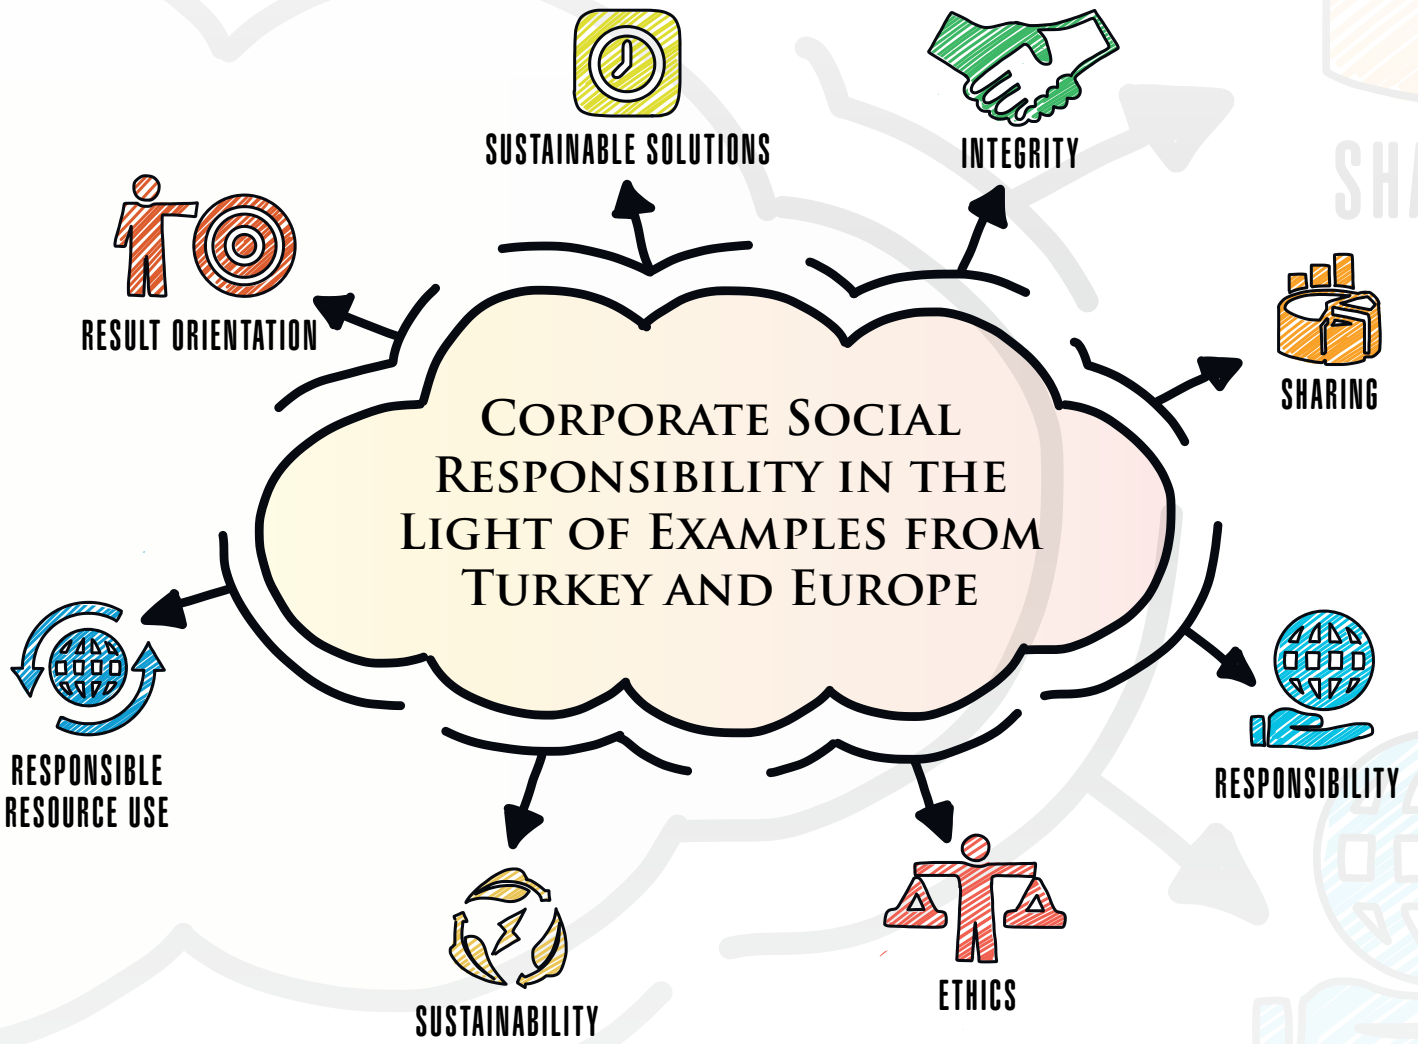 SUSTAINABLE SOLUTIONS
INTEGRITY
RESULT ORIENTATION
SHARING
CORPORATE SOCIAL
RESPONSIBILITY IN THE
LIGHT OF EXAMPLES FROM
TURKEY AND EUROPE
RESPONSIBLE
RESOURCE USE
RESPONSIBILITY
SUSTAINABILITY
ETHICS